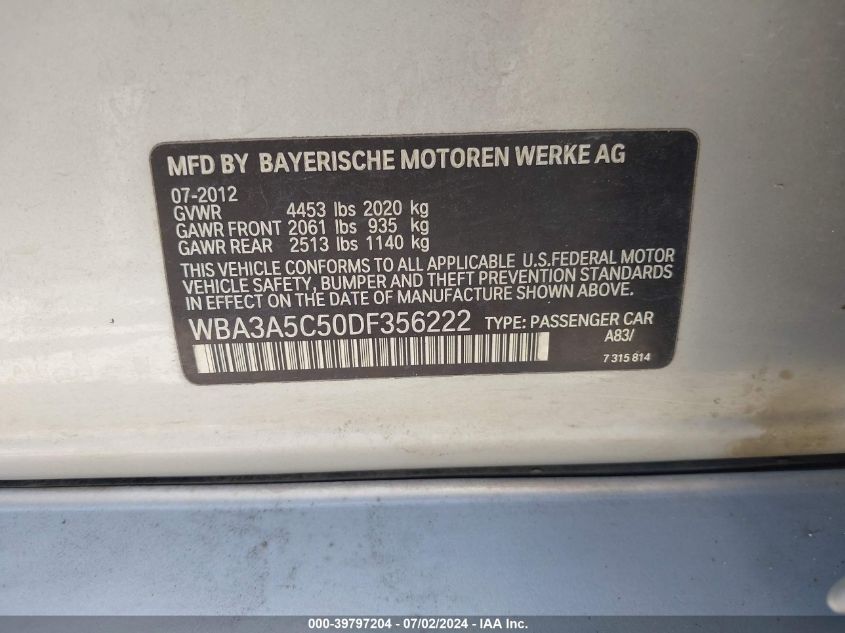 MFD BY BAYERISCHE MOTOREN WERKE AG
07-2012
GVWR 4453 lbs 2020 kg
GAWR FRONT 2061 lbs 935 kg
GAWR REAR 2513 lbs 1140 kg
THIS VEHICLE CONFORMS TO ALL APPLICABLE U.S.FEDERAL MOTOR
VEHICLE SAFETY, BUMPER AND THEFT PREVENTION STANDARDS
IN EFFECT ON THE DATE OF MANUFACTURE SHOWN ABOVE.
WBA3A5C50DF356222 TYPE: PASSENGER CAR
A83/
7 315 814
000-39797204 - 07/02/2024 - IAA Inc.